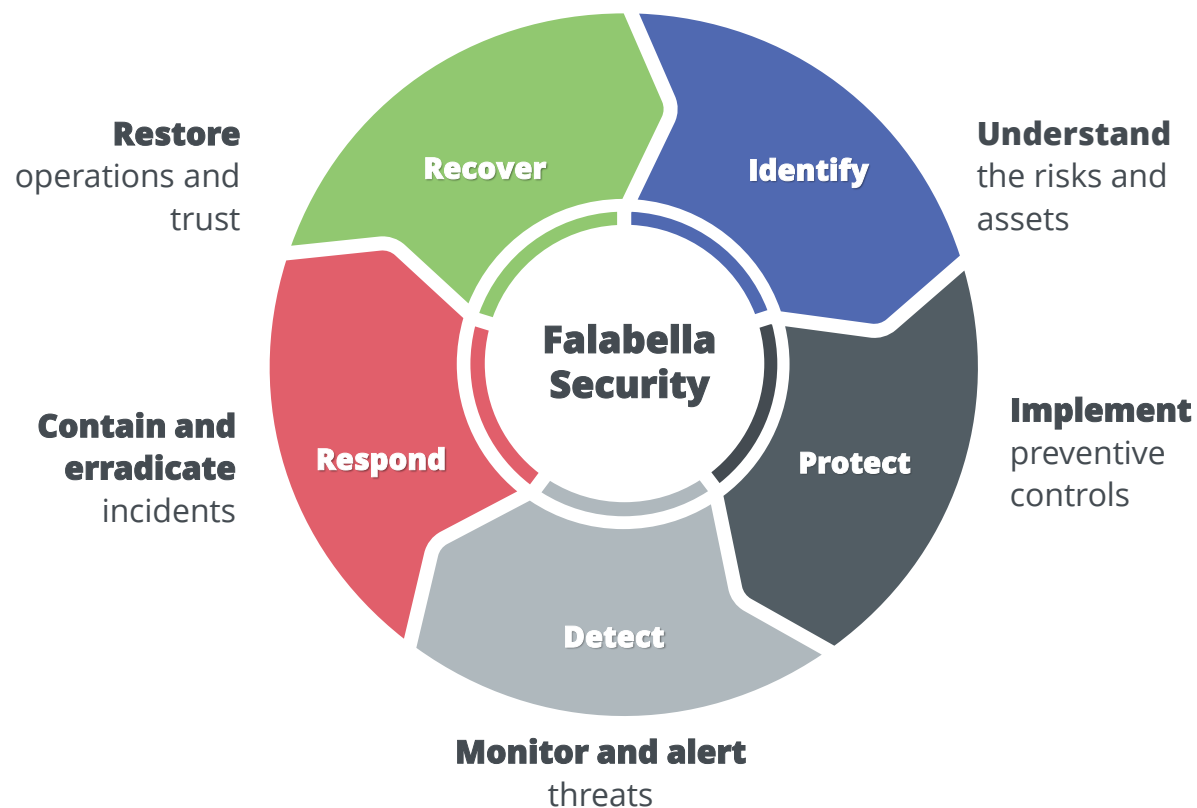 Restore
operations and
trust
Recover
Identify
Understand
the risks and
assets
Falabella
Security
Contain and
erradicate
incidents
Respond
Protect
Implement
preventive
controls
Detect
Monitor and alert
threats